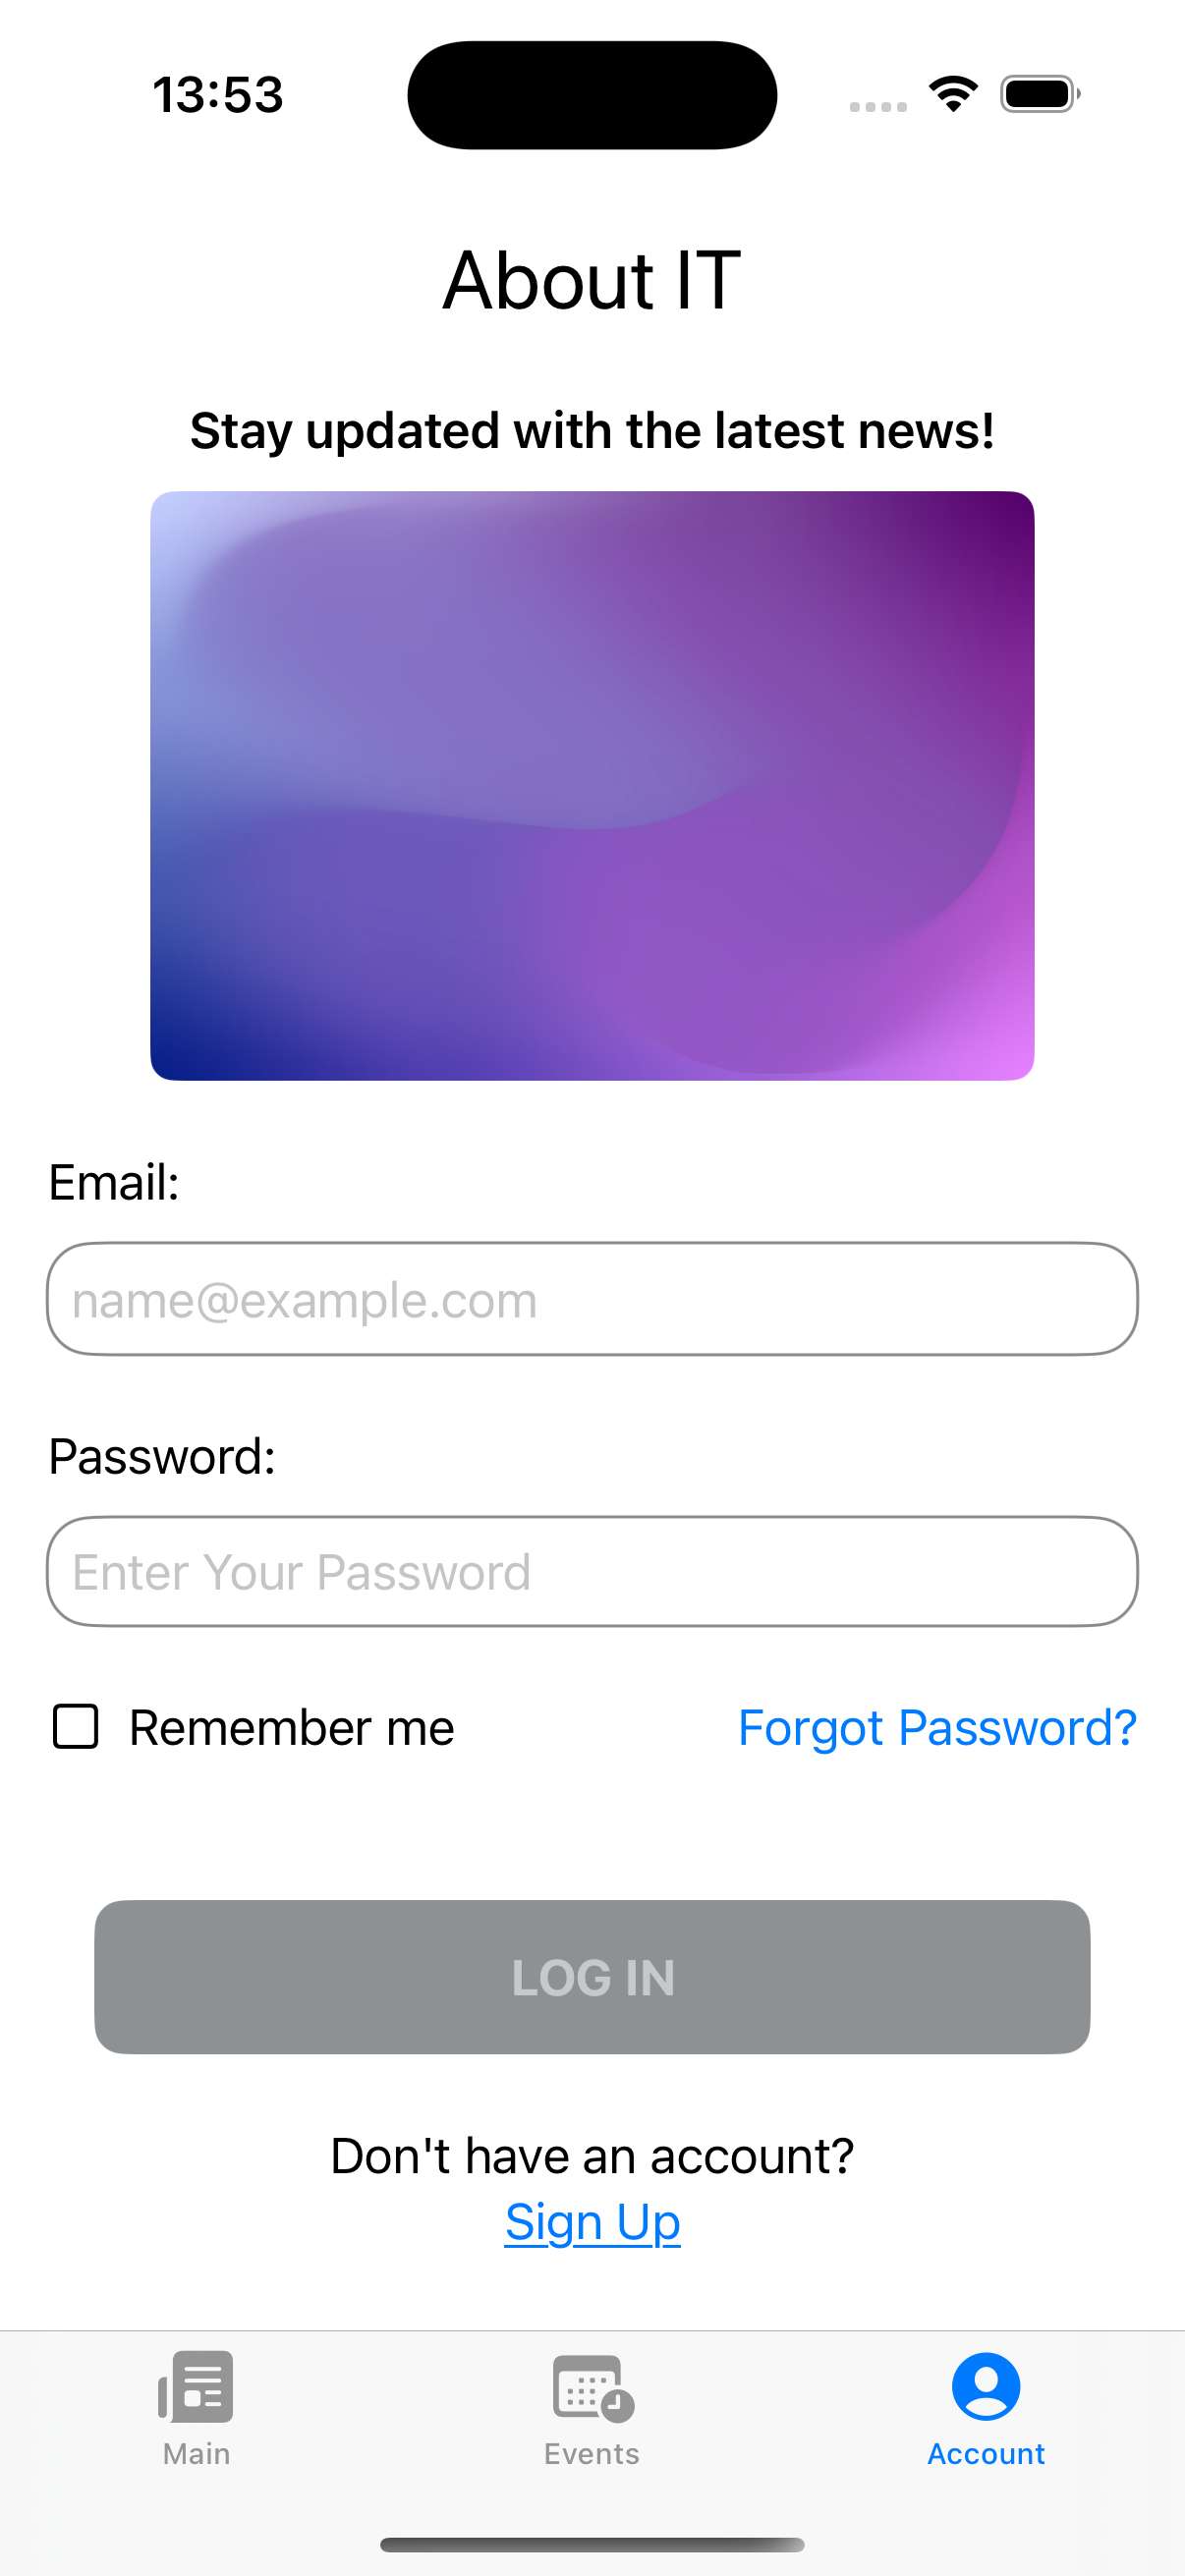 13:53
About IT
Stay updated with the latest news!
Email:
name@example.com
Password:
Enter Your Password
Remember me Forgot Password?
LOG IN
Don't have an account?
Sign Up
Main Events Account